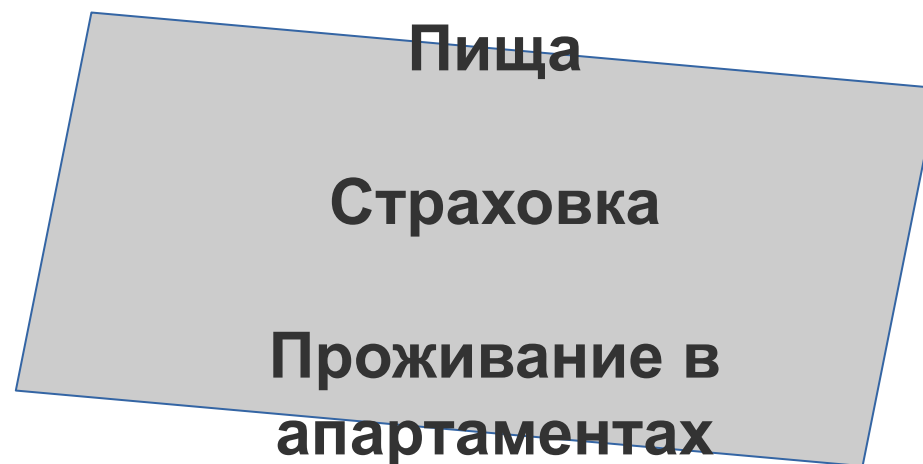 Пища
Страховка
Проживание в
апартаментах